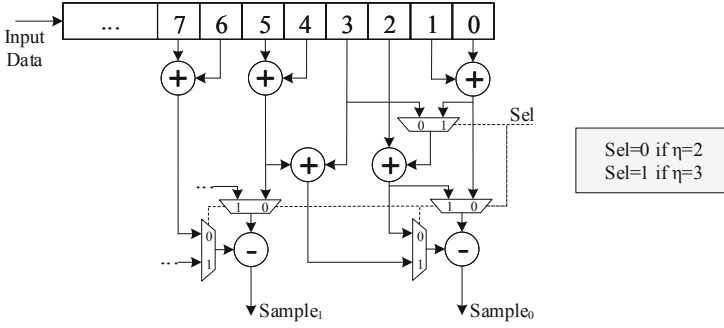 ... 7 6 5 4 3 2 1 0
Input
Data
+ + +
0 1
Sel
+ +
Sel=0 if η=2
Sel=1 if η=3
...
1 0 1 0
0 0
- -
... 1 1
Sample₁ Sample₀